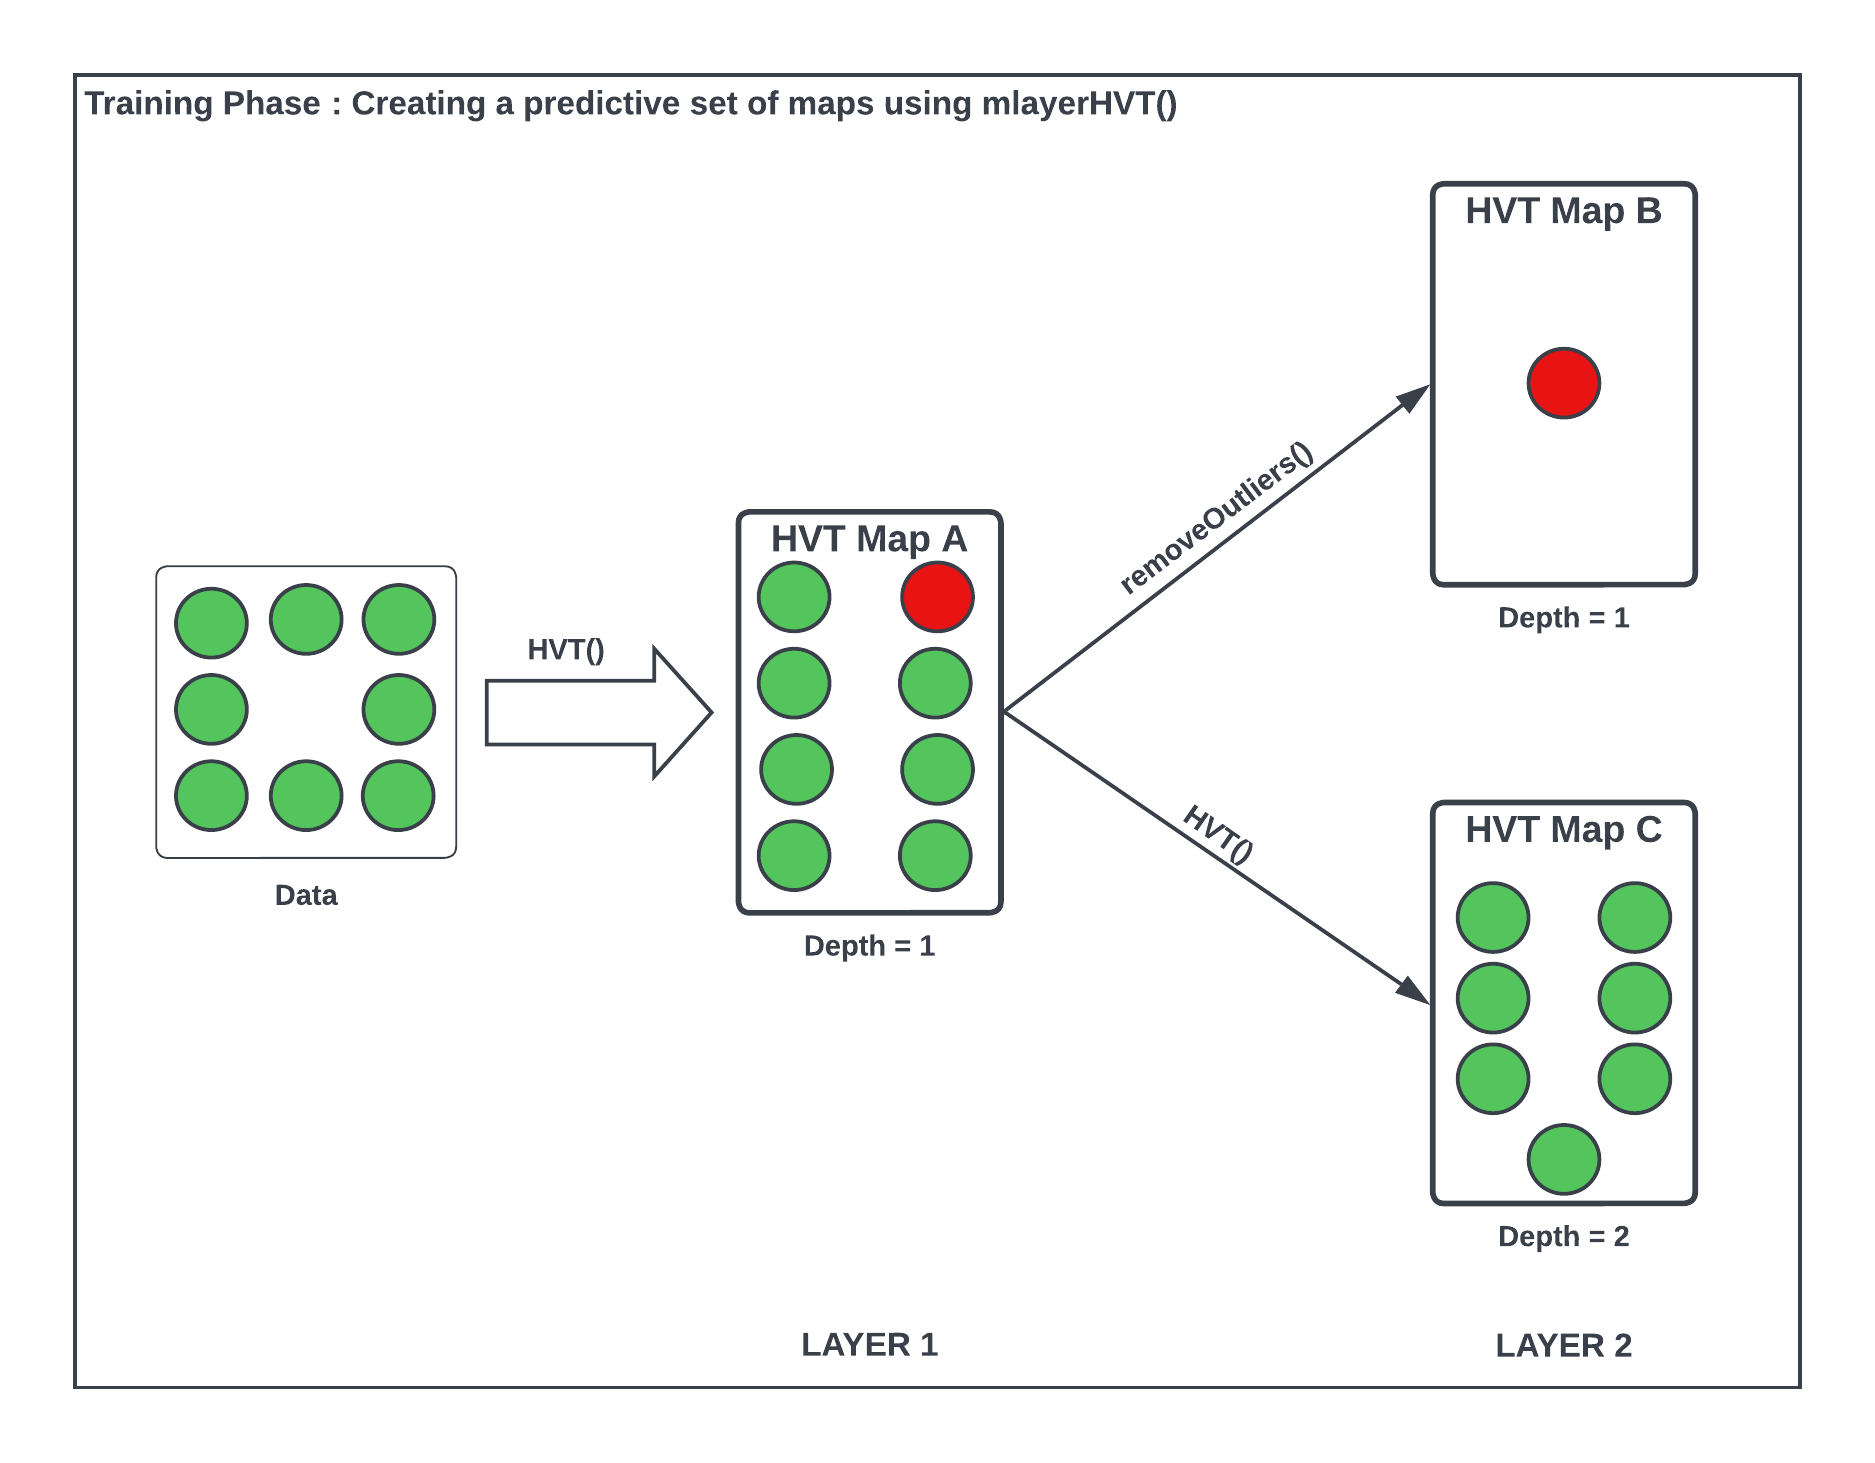 Training Phase : Creating a predictive set of maps using mlayerHVT()
HVT Map B
Depth = 1
removeOutliers()
HVT Map A
Depth = 1
HVT()
Data
HVT()
HVT Map C
Depth = 2
LAYER 1
LAYER 2